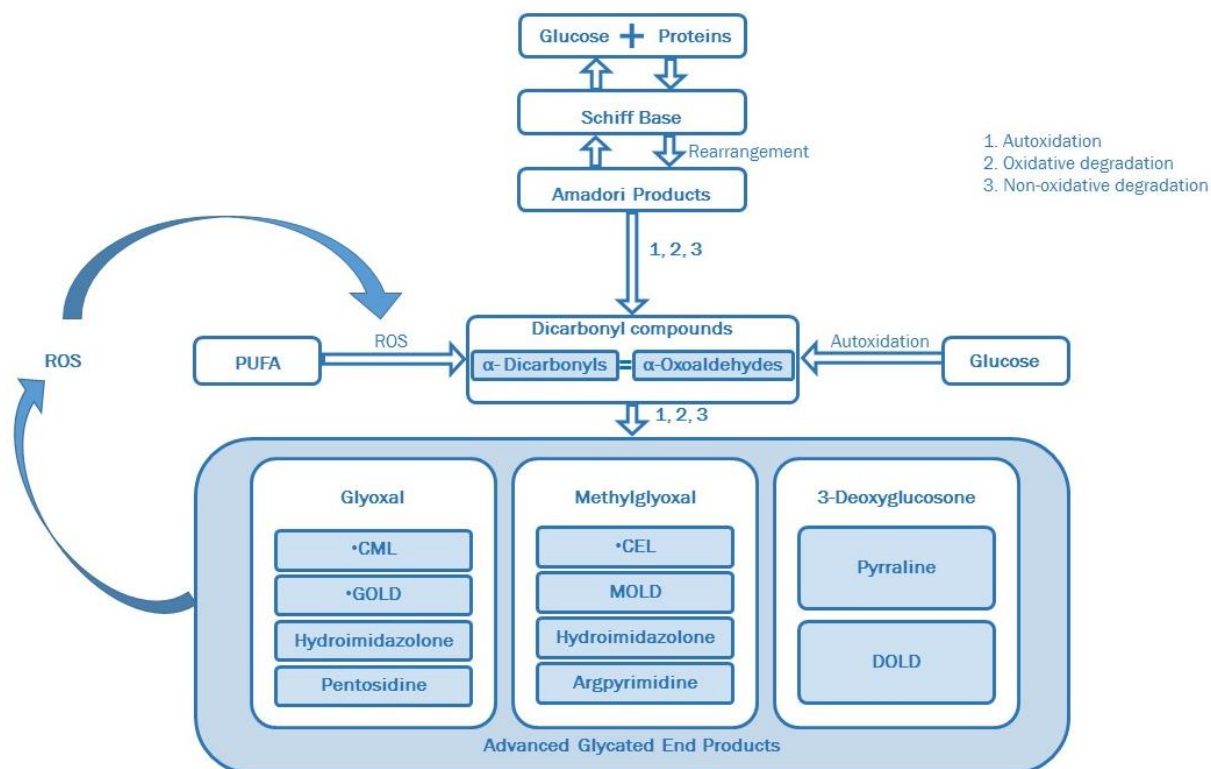 Glucose + Proteins
Schiff Base
Rearrangement
Amadori Products
1. Autoxidation
2. Oxidative degradation
3. Non-oxidative degradation
1, 2, 3
Dicarbonyl compounds
α- Dicarbonyls = α-Oxoaldehydes
ROS
PUFA
ROS
Autoxidation
Glucose
1, 2, 3
Glyoxal
•CML
•GOLD
Hydroimidazolone
Pentosidine
Methylglyoxal
•CEL
MOLD
Hydroimidazolone
Argpyrimidine
3-Deoxyglucosone
Pyrraline
DOLD
Advanced Glycated End Products